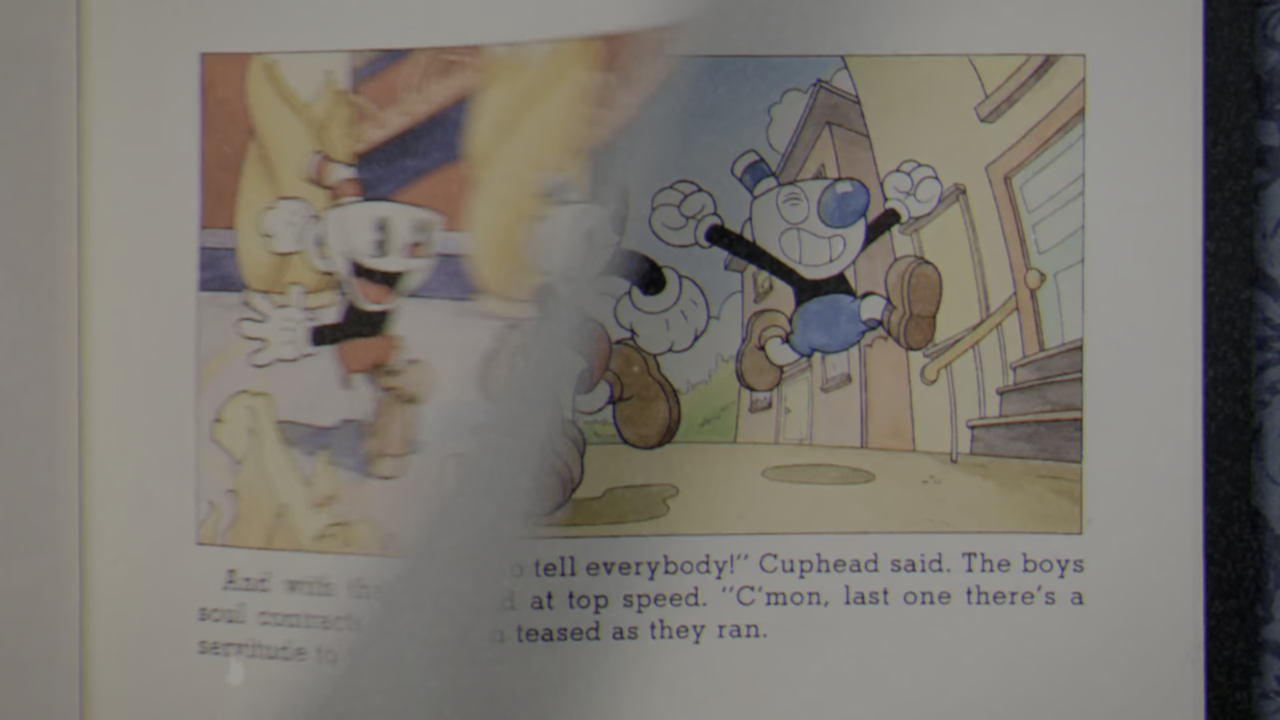 And with the tell everybody!" Cuphead said. The boys
soul contract at top speed. "C'mon, last one there's a
servitude to teased as they ran.